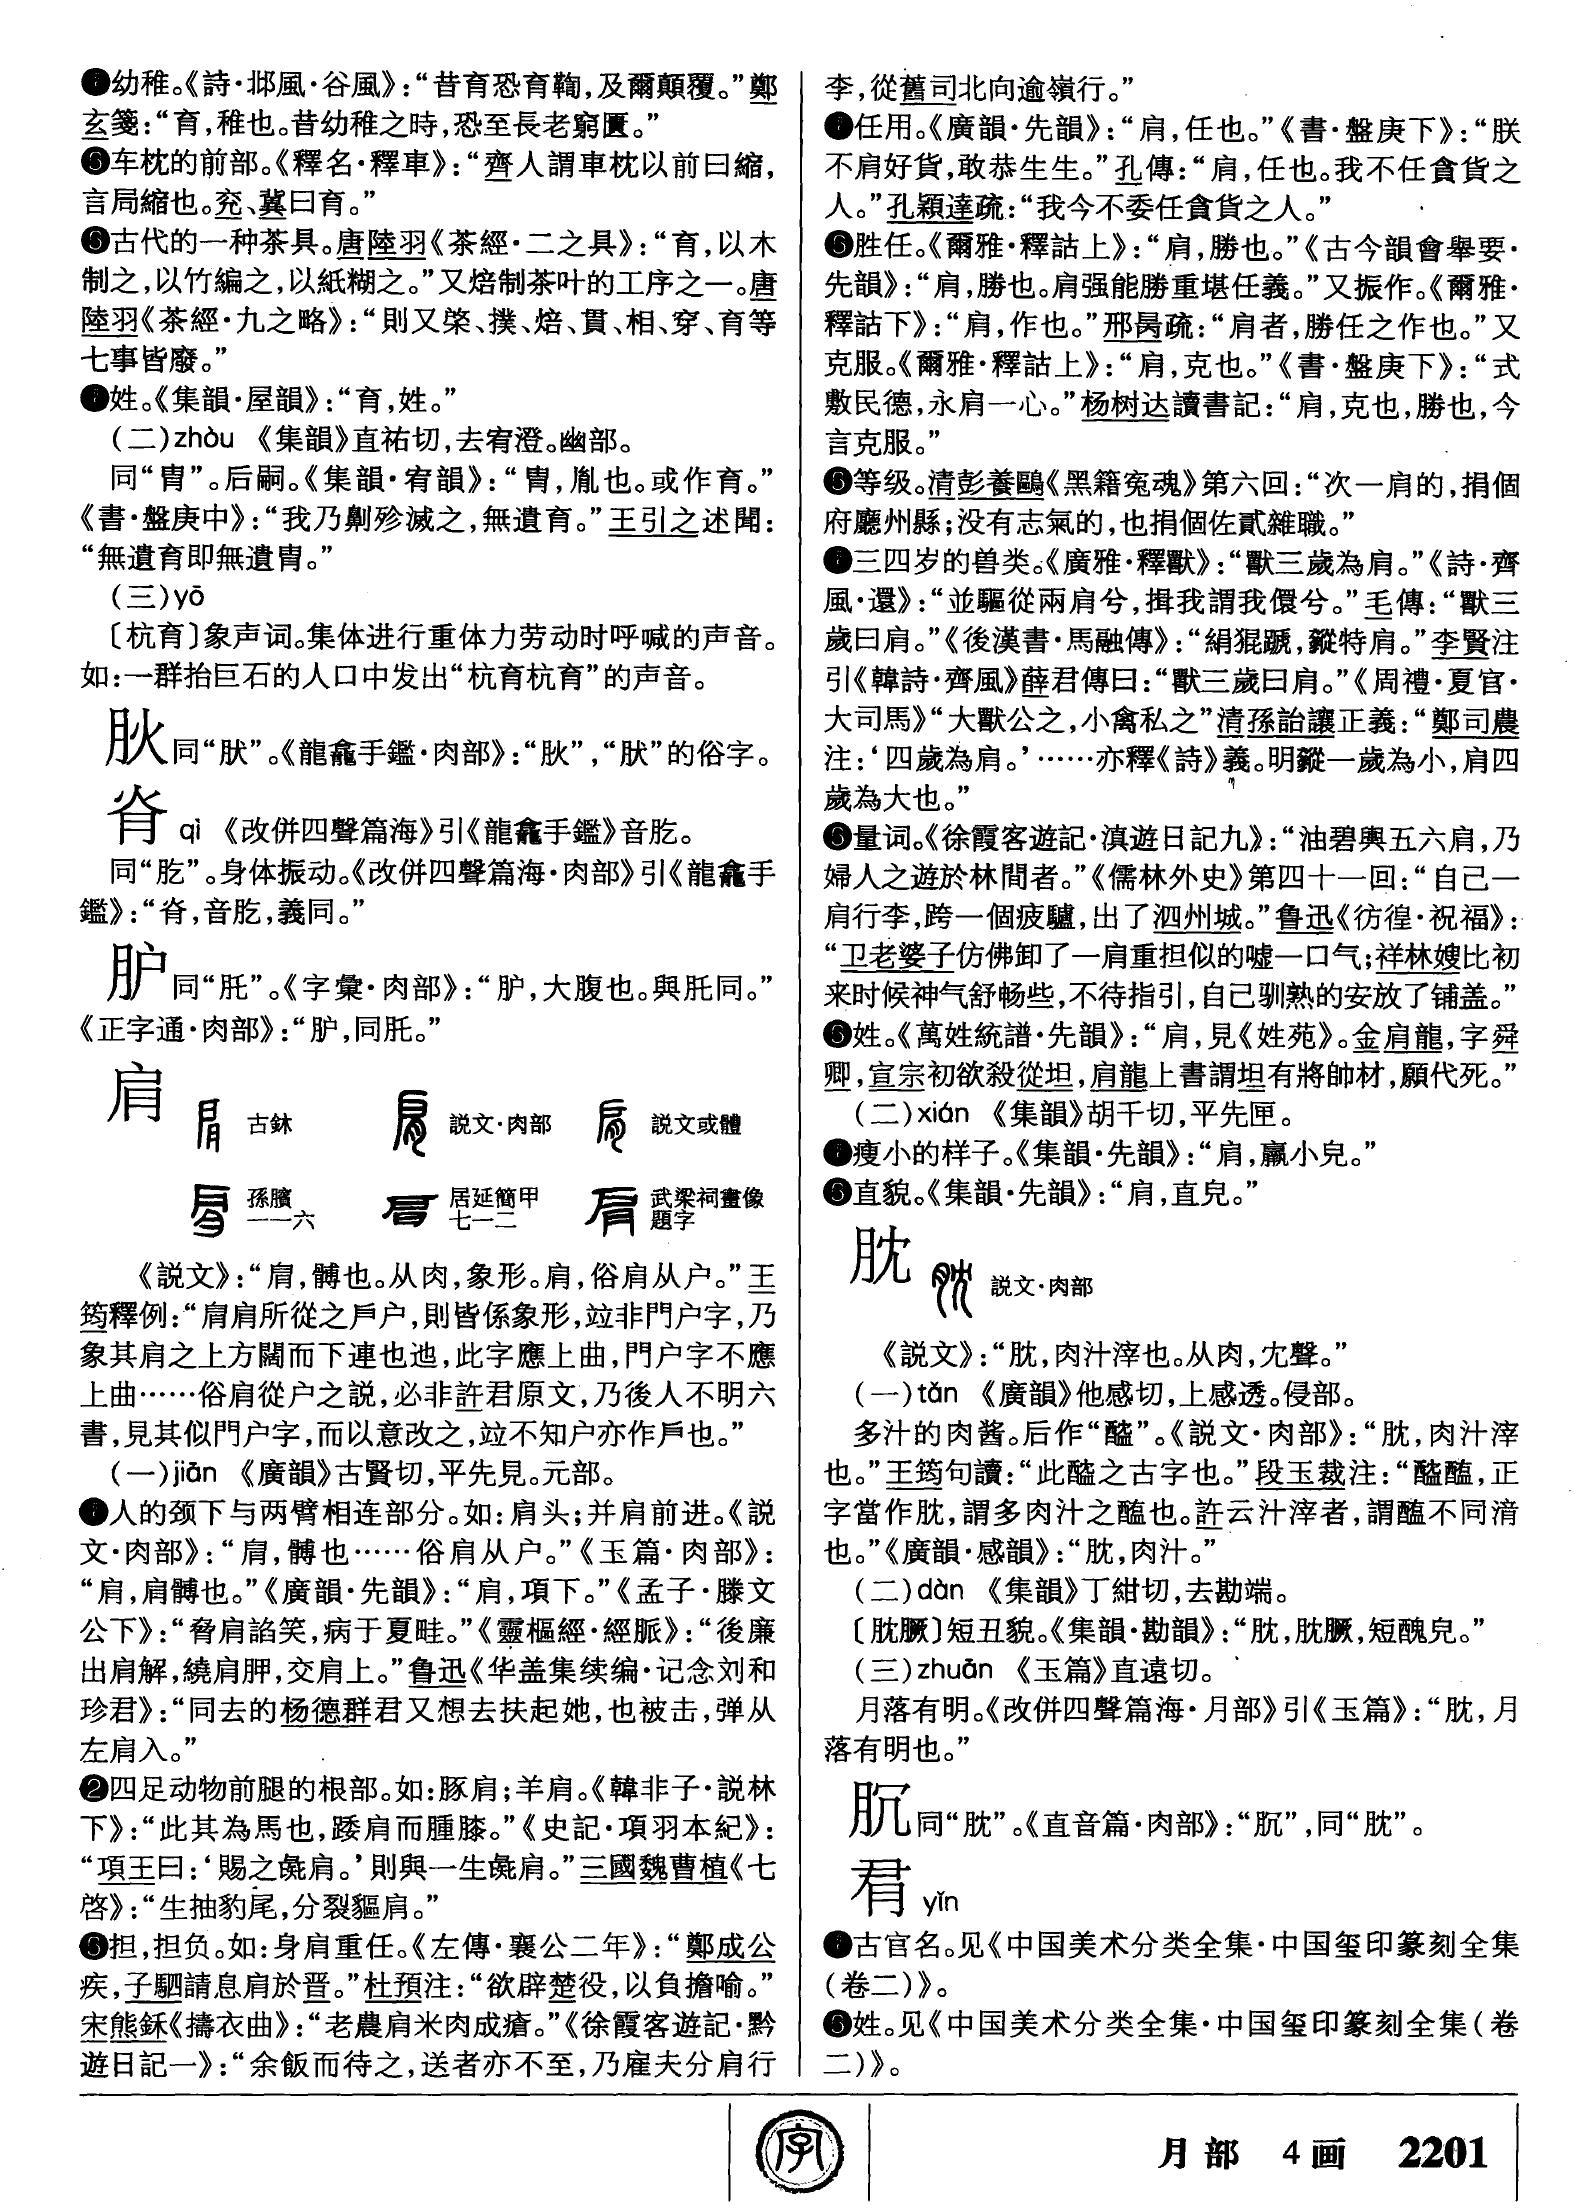 幼稚。《詩·邶風·谷風》：“昔育恐育鞫，及爾顛覆。”鄭
玄箋：“育，稚也。昔幼稚之時，恐至長老窮匱。”
车枕的前部。《釋名·釋車》：“齊人謂車枕以前曰縮，
言局縮也。兖、冀曰育。”
古代的一种茶具。唐陸羽《茶經·二之具》：“育，以木
制之，以竹編之，以紙糊之。”又焙制茶叶的工序之一。唐
陸羽《茶經·九之略》：“則又棨、撲、焙、貫、相、穿、育等
七事皆廢。”
姓。《集韻·屋韻》：“育，姓。”
（二）zhòu 《集韻》直祐切，去宥澄。幽部。
同“胄”。后嗣。《集韻·宥韻》：“胄，胤也。或作育。”
《書·盤庚中》：“我乃劓殄滅之，無遺育。”王引之述聞：
“無遺育即無遺胄。”
（三）yō
〔杭育〕象声词。集体进行重体力劳动时呼喊的声音。
如：一群抬巨石的人口中发出“杭育杭育”的声音。
肷同“肰”。《龍龕手鑑·肉部》：“”，“肰”的俗字。
qì 《改併四聲篇海》引《龍龕手鑑》音肐。
同“肐”。身体振动。《改併四聲篇海·肉部》引《龍龕手
鑑》：“，音肐，義同。”
胪同“肚”。《字彙·肉部》：“，大腹也。與同。”
《正字通·肉部》：“，同。”
肩 古鉥 説文·肉部 説文或體
孫臏一一六 居延簡甲七一二 武梁祠畫像題字
《説文》：“肩，髆也。从肉，象形。肩，俗肩从户。”王
筠釋例：“肩肩所從之戶户，則皆係象形，竝非門户字，乃
象其肩之上方闊而下連也迆，此字應上曲，門户字不應
上曲……俗肩從户之説，必非許君原文，乃後人不明六
書，見其似門户字，而以意改之，竝不知户亦作戶也。”
（一）jiān 《廣韻》古賢切，平先見。元部。
人的颈下与两臂相连部分。如：肩头；并肩前进。《説
文·肉部》：“肩，髆也……俗肩从户。”《玉篇·肉部》：
“肩，肩髆也。”《廣韻·先韻》：“肩，項下。”《孟子·滕文
公下》：“脅肩諂笑，病于夏畦。”《靈樞經·經脈》：“後廉
出肩解，繞肩胛，交肩上。”鲁迅《华盖集续编·记念刘和
珍君》：“同去的杨德群君又想去扶起她，也被击，弹从
左肩入。”
❷四足动物前腿的根部。如：豚肩；羊肩。《韓非子·説林
下》：“此其為馬也，踒肩而腫膝。”《史記·項羽本紀》：
“項王曰：‘賜之彘肩。’則與一生彘肩。”三國魏曹植《七
啓》：“生抽豹尾，分裂貙肩。”
担，担负。如：身肩重任。《左傳·襄公二年》：“鄭成公
疾，子駟請息肩於晋。”杜預注：“欲辟楚役，以負擔喻。”
宋熊鉌《擣衣曲》：“老農肩米肉成瘡。”《徐霞客遊記·黔
遊日記一》：“余飯而待之，送者亦不至，乃雇夫分肩行
李，從舊司北向逾嶺行。”
任用。《廣韻·先韻》：“肩，任也。”《書·盤庚下》：“朕
不肩好貨，敢恭生生。”孔傳：“肩，任也。我不任貪貨之
人。”孔穎達疏：“我今不委任貪貨之人。”
胜任。《爾雅·釋詁上》：“肩，勝也。”《古今韻會舉要·
先韻》：“肩，勝也。肩强能勝重堪任義。”又振作。《爾雅·
釋詁下》：“肩，作也。”邢昺疏：“肩者，勝任之作也。”又
克服。《爾雅·釋詁上》：“肩，克也。”《書·盤庚下》：“式
敷民德，永肩一心。”杨树达讀書記：“肩，克也，勝也，今
言克服。”
等级。清彭養鷗《黑籍冤魂》第六回：“次一肩的，捐個
府廳州縣；没有志氣的，也捐個佐貳雜職。”
三四岁的兽类。《廣雅·釋獸》：“獸三歲為肩。”《詩·齊
風·還》：“並驅從兩肩兮，揖我謂我儇兮。”毛傳：“獸三
歲曰肩。”《後漢書·馬融傳》：“絹猑蹏，鏦特肩。”李賢注
引《韓詩·齊風》薛君傳曰：“獸三歲曰肩。”《周禮·夏官·
大司馬》“大獸公之，小禽私之”清孫詒讓正義：“鄭司農
注：‘四歲為肩。’……亦釋《詩》義。明豵一歲為小，肩四
歲為大也。”
量词。《徐霞客遊記·滇遊日記九》：“油碧輿五六肩，乃
婦人之遊於林間者。”《儒林外史》第四十一回：“自己一
肩行李，跨一個疲驢，出了泗州城。”鲁迅《彷徨·祝福》：
“卫老婆子仿佛卸了一肩重担似的嘘一口气；祥林嫂比初
来时候神气舒畅些，不待指引，自己驯熟的安放了铺盖。”
姓。《萬姓統譜·先韻》：“肩，見《姓苑》。金肩龍，字舜
卿，宣宗初欲殺從坦，肩龍上書謂坦有將帥材，願代死。”
（二）xián 《集韻》胡千切，平先匣。
瘦小的样子。《集韻·先韻》：“肩，羸小皃。”
直貌。《集韻·先韻》：“肩，直皃。”
肬 説文·肉部
《説文》：“肬，肉汁滓也。从肉，冘聲。”
（一）tǎn 《廣韻》他感切，上感透。侵部。
多汁的肉酱。后作“醓”。《説文·肉部》：“肬，肉汁滓
也。”王筠句讀：“此醓之古字也。”段玉裁注：“醓醢，正
字當作肬，謂多肉汁之醢也。許云汁滓者，謂醢不同湇
也。”《廣韻·感韻》：“肬，肉汁。”
（二）dàn 《集韻》丁紺切，去勘端。
〔肬〕短丑貌。《集韻·勘韻》：“肬，肬，短醜皃。”
（三）zhuǎn 《玉篇》直遠切。
月落有明。《改併四聲篇海·月部》引《玉篇》：“肬，月
落有明也。”
同“肬”。《直音篇·肉部》：“”，同“肬”。
yǐn
古官名。见《中国美术分类全集·中国玺印篆刻全集
（卷二）》。
姓。见《中国美术分类全集·中国玺印篆刻全集（卷
二）》。
字
月部 4画 2201